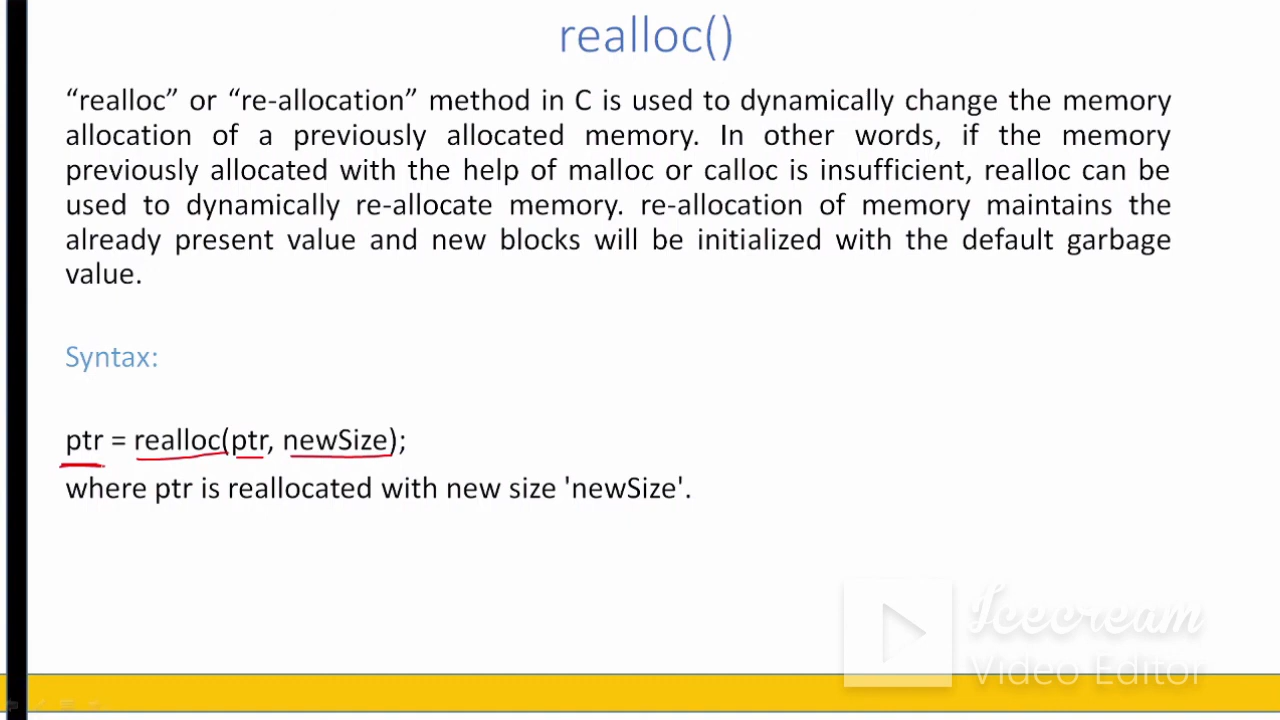 realloc()
“realloc” or “re-allocation” method in C is used to dynamically change the memory
allocation of a previously allocated memory. In other words, if the memory
previously allocated with the help of malloc or calloc is insufficient, realloc can be
used to dynamically re-allocate memory. re-allocation of memory maintains the
already present value and new blocks will be initialized with the default garbage
value.
Syntax:
ptr = realloc(ptr, newSize);
where ptr is reallocated with new size 'newSize'.
Icecream
Video Editor